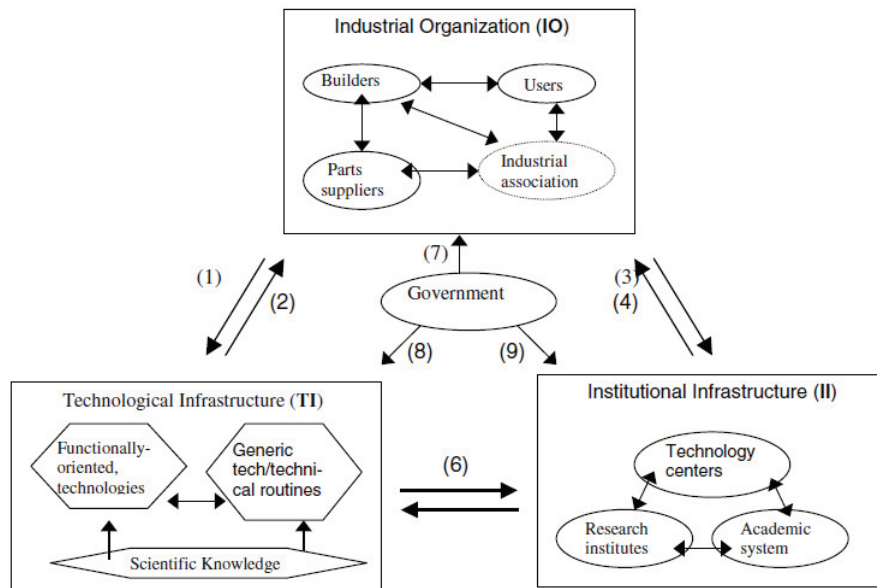 Industrial Organization (IO)
Builders
Users
Parts
suppliers
Industrial
association
(1)
(2)
(7)
Government
(3)
(4)
(8)
(9)
Technological Infrastructure (TI)
Functionally-
oriented,
technologies
Generic
tech/techni-
cal routines
Scientific Knowledge
(6)
Institutional Infrastructure (II)
Technology
centers
Research
institutes
Academic
system